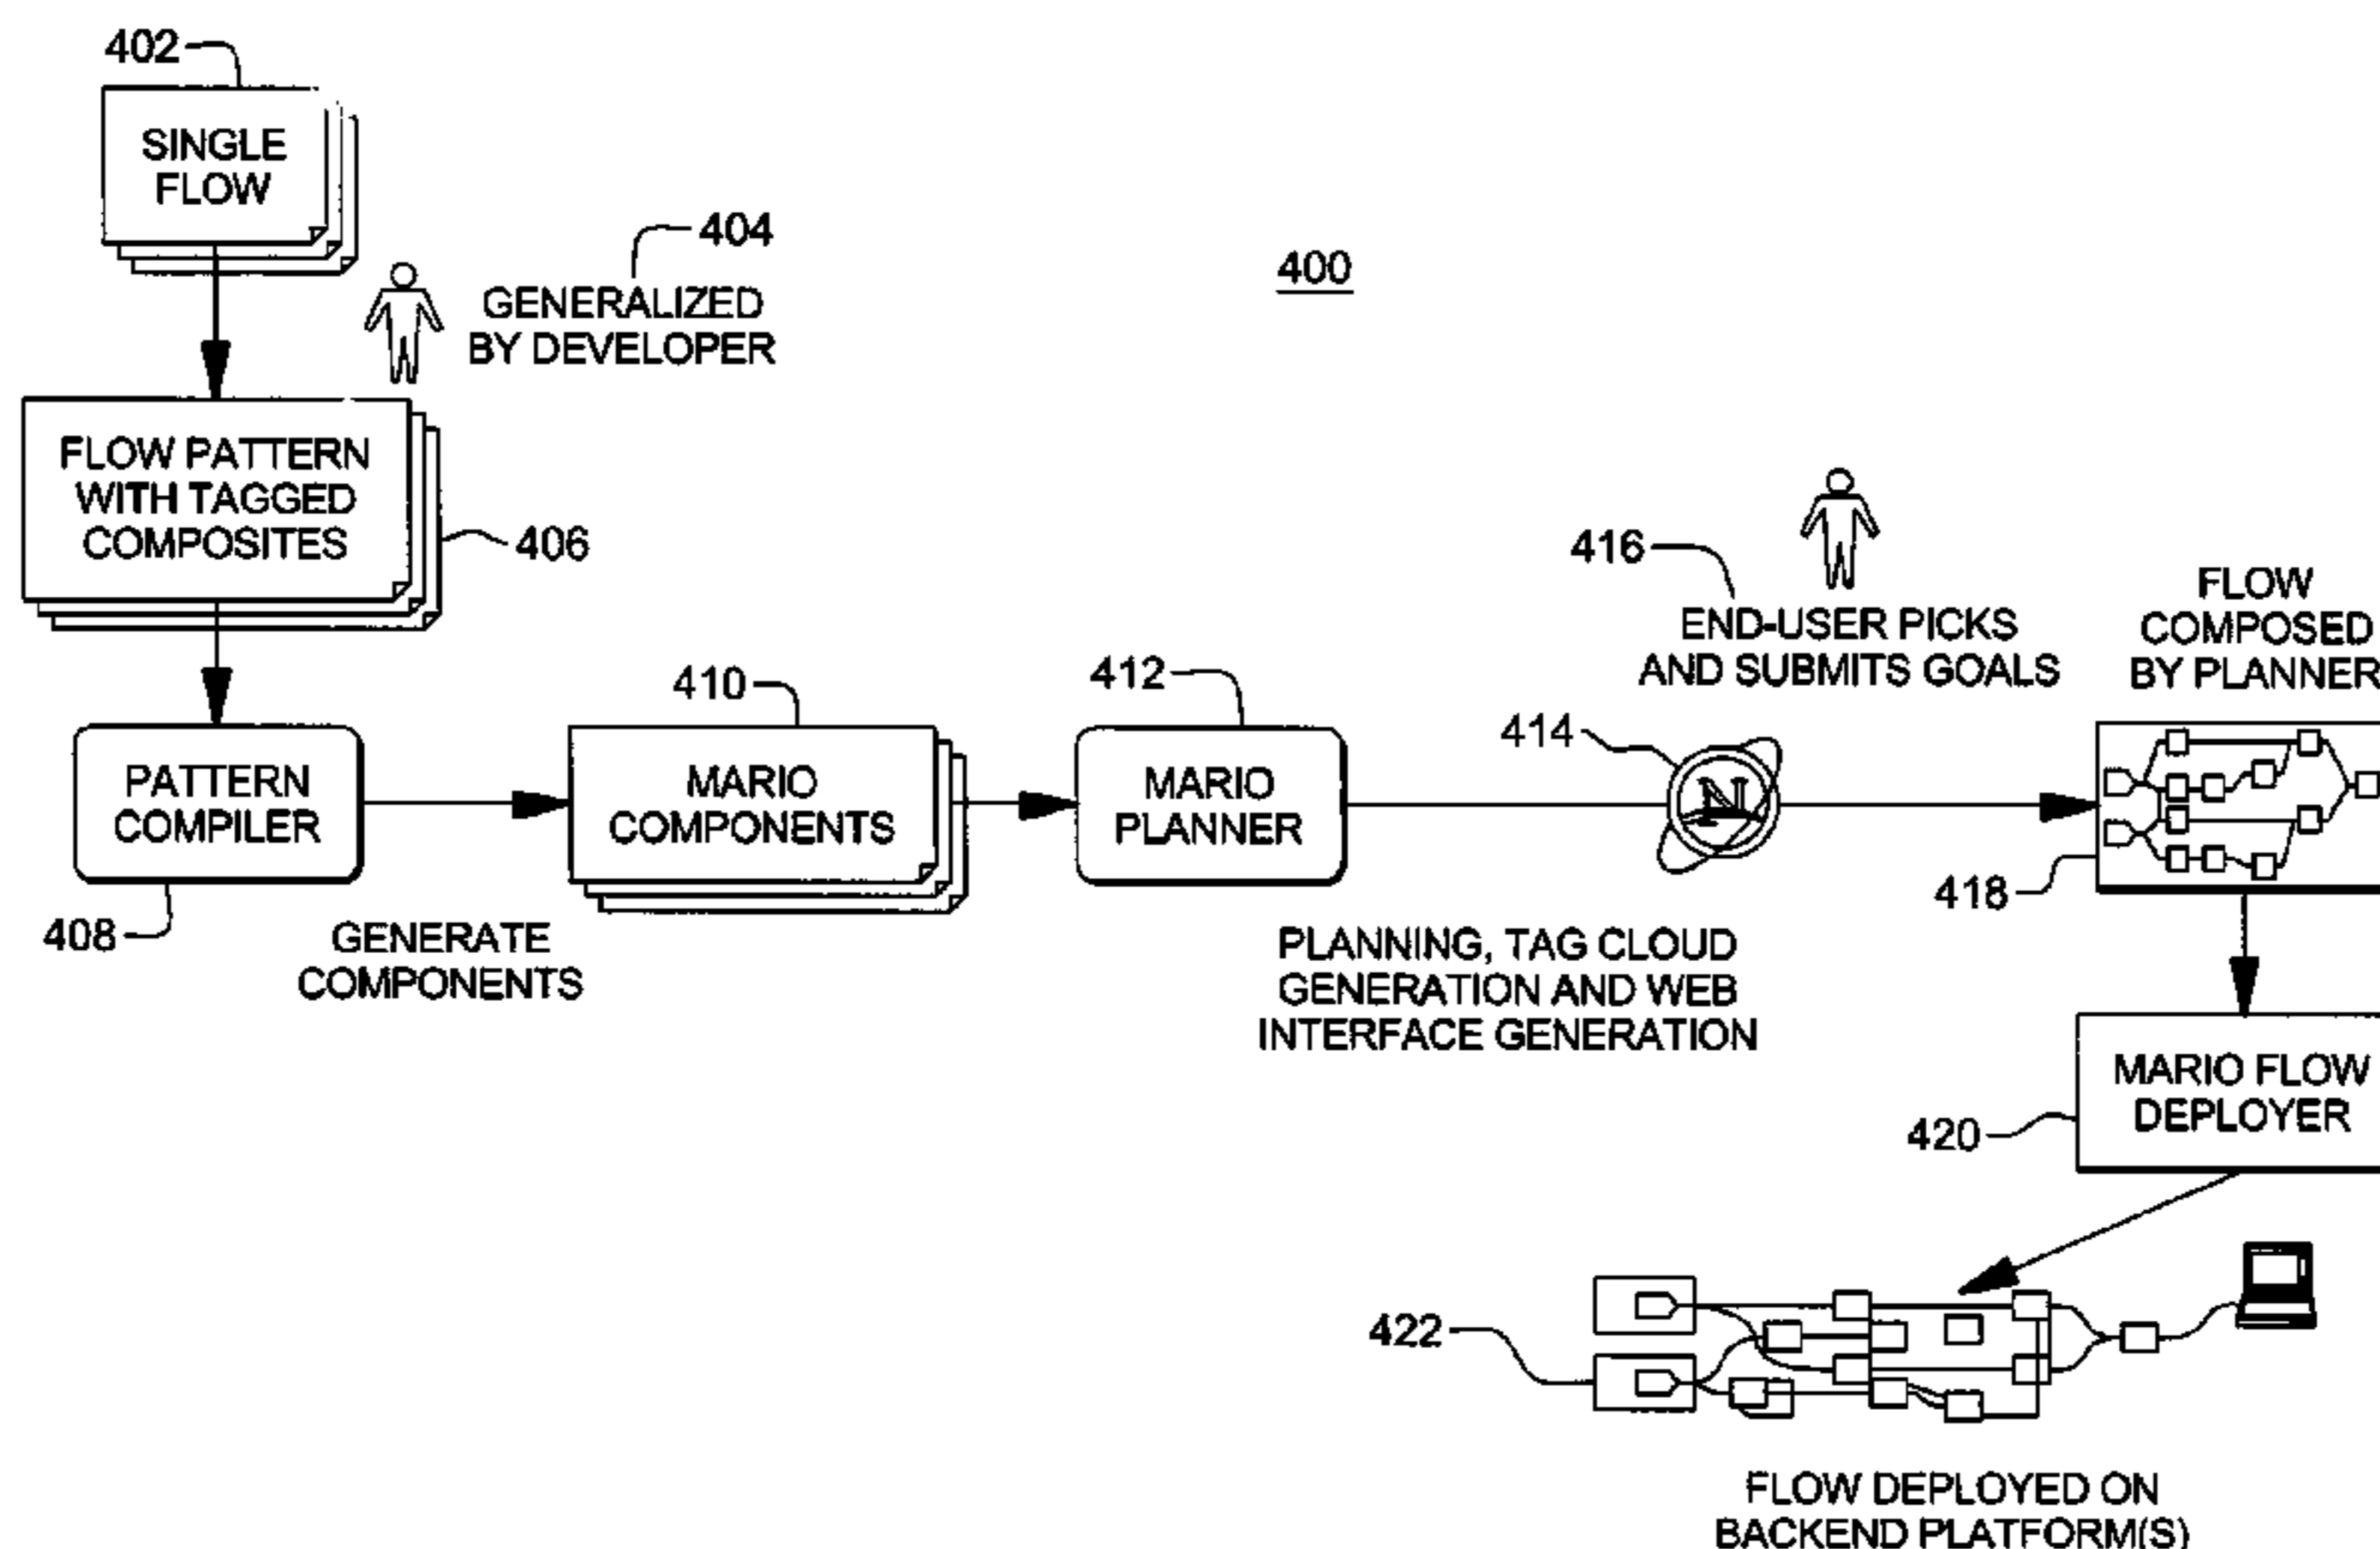 402
SINGLE
FLOW
404
GENERALIZED
BY DEVELOPER
400
FLOW PATTERN
WITH TAGGED
COMPOSITES
406
416
END-USER PICKS
AND SUBMITS GOALS
FLOW
COMPOSED
BY PLANNER
410
412
414
PATTERN
COMPILER
MARIO
COMPONENTS
MARIO
PLANNER
N
418
408
GENERATE
COMPONENTS
PLANNING, TAG CLOUD
GENERATION AND WEB
INTERFACE GENERATION
MARIO FLOW
DEPLOYER
420
422
FLOW DEPLOYED ON
BACKEND PLATFORM(S)